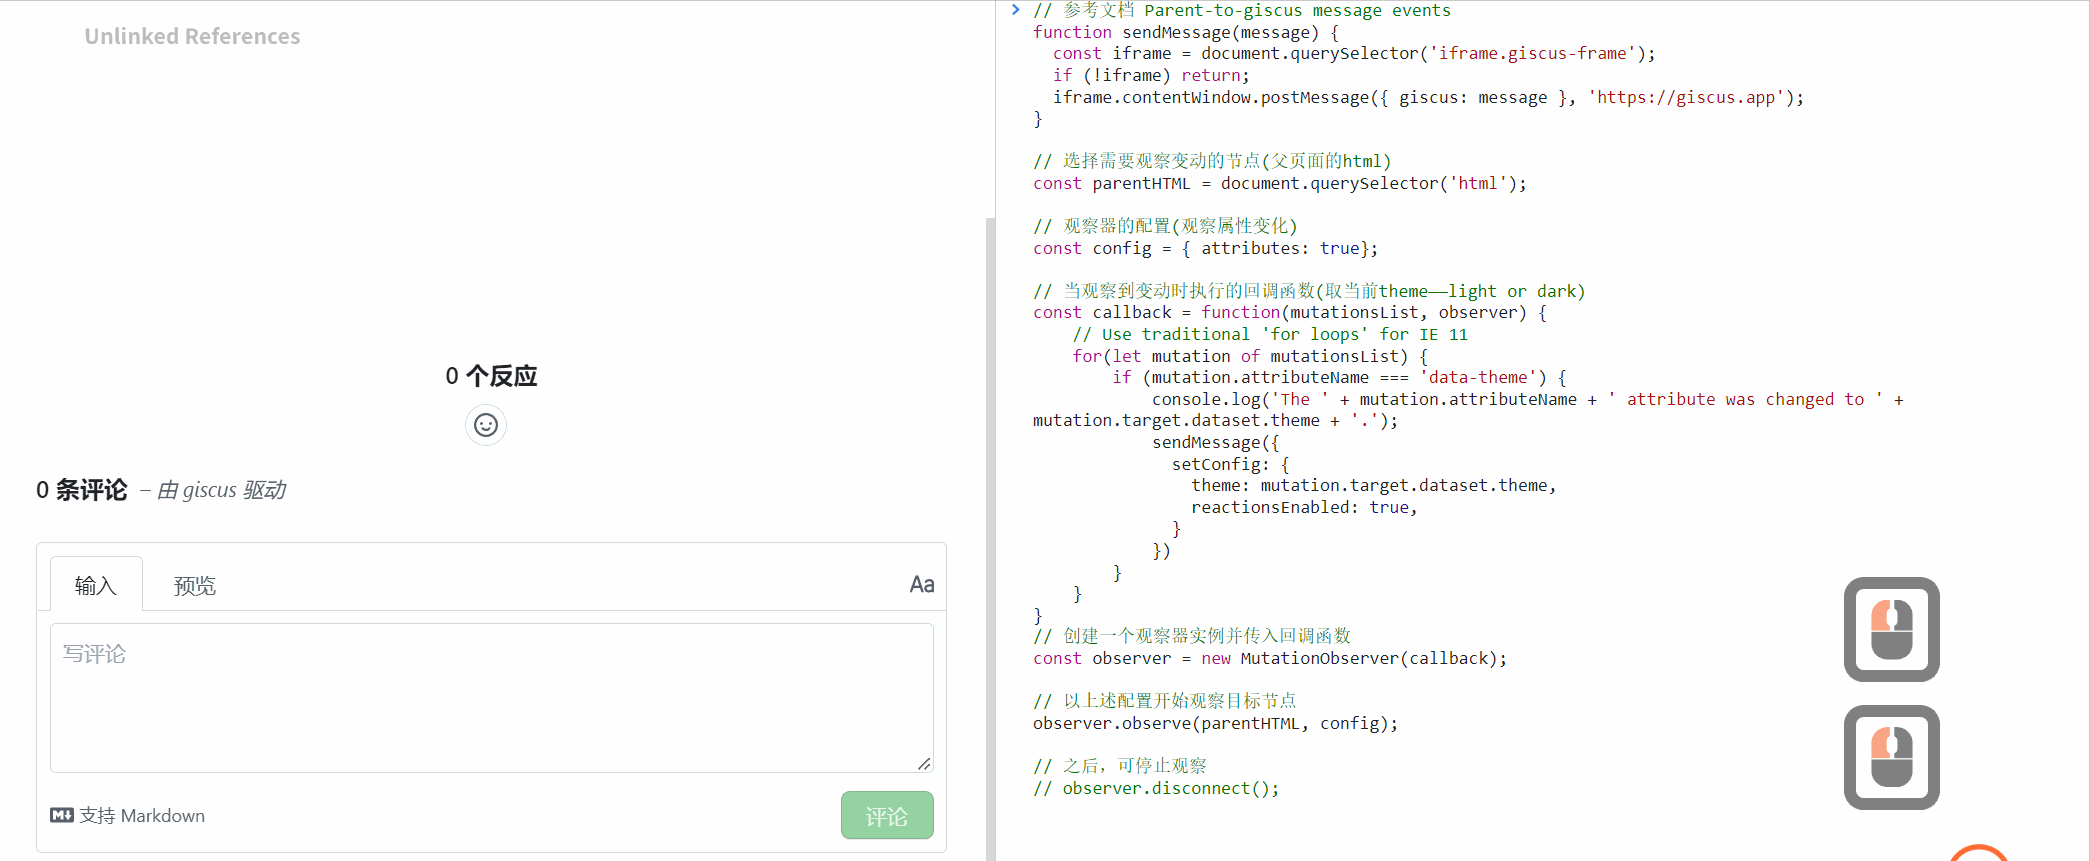 Unlinked References
0 个反应
0 条评论 – 由 giscus 驱动
输入 预览 Aa
写评论
支持 Markdown
评论
// 参考文档 Parent-to-giscus message events
function sendMessage(message) {
  const iframe = document.querySelector('iframe.giscus-frame');
  if (!iframe) return;
  iframe.contentWindow.postMessage({ giscus: message }, 'https://giscus.app');
}
// 选择需要观察变动的节点(父页面的html)
const parentHTML = document.querySelector('html');
// 观察器的配置(观察属性变化)
const config = { attributes: true};
// 当观察到变动时执行的回调函数(取当前theme——light or dark)
const callback = function(mutationsList, observer) {
    // Use traditional 'for loops' for IE 11
    for(let mutation of mutationsList) {
        if (mutation.attributeName === 'data-theme') {
            console.log('The ' + mutation.attributeName + ' attribute was changed to ' +
mutation.target.dataset.theme + '.');
            sendMessage({
              setConfig: {
                theme: mutation.target.dataset.theme,
                reactionsEnabled: true,
              }
            })
        }
    }
}
// 创建一个观察器实例并传入回调函数
const observer = new MutationObserver(callback);
// 以上述配置开始观察目标节点
observer.observe(parentHTML, config);
// 之后，可停止观察
// observer.disconnect();